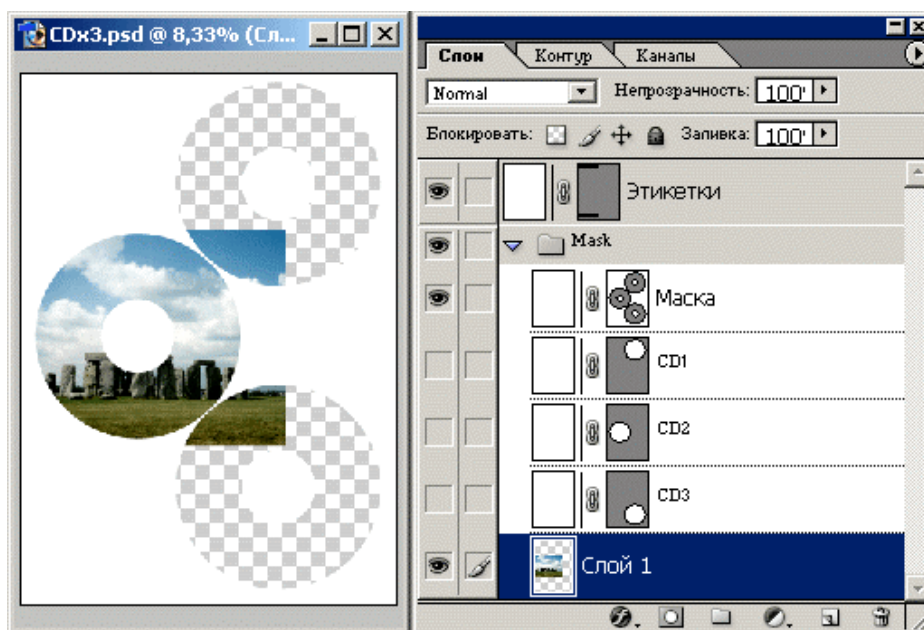 CDx3.psd @ 8,33% (Сл...
Слои Контур Каналы
Normal Непрозрачность: 100'
Блокировать: Заливка: 100'
Этикетки
Mask
Маска
CD1
CD2
CD3
Слой 1